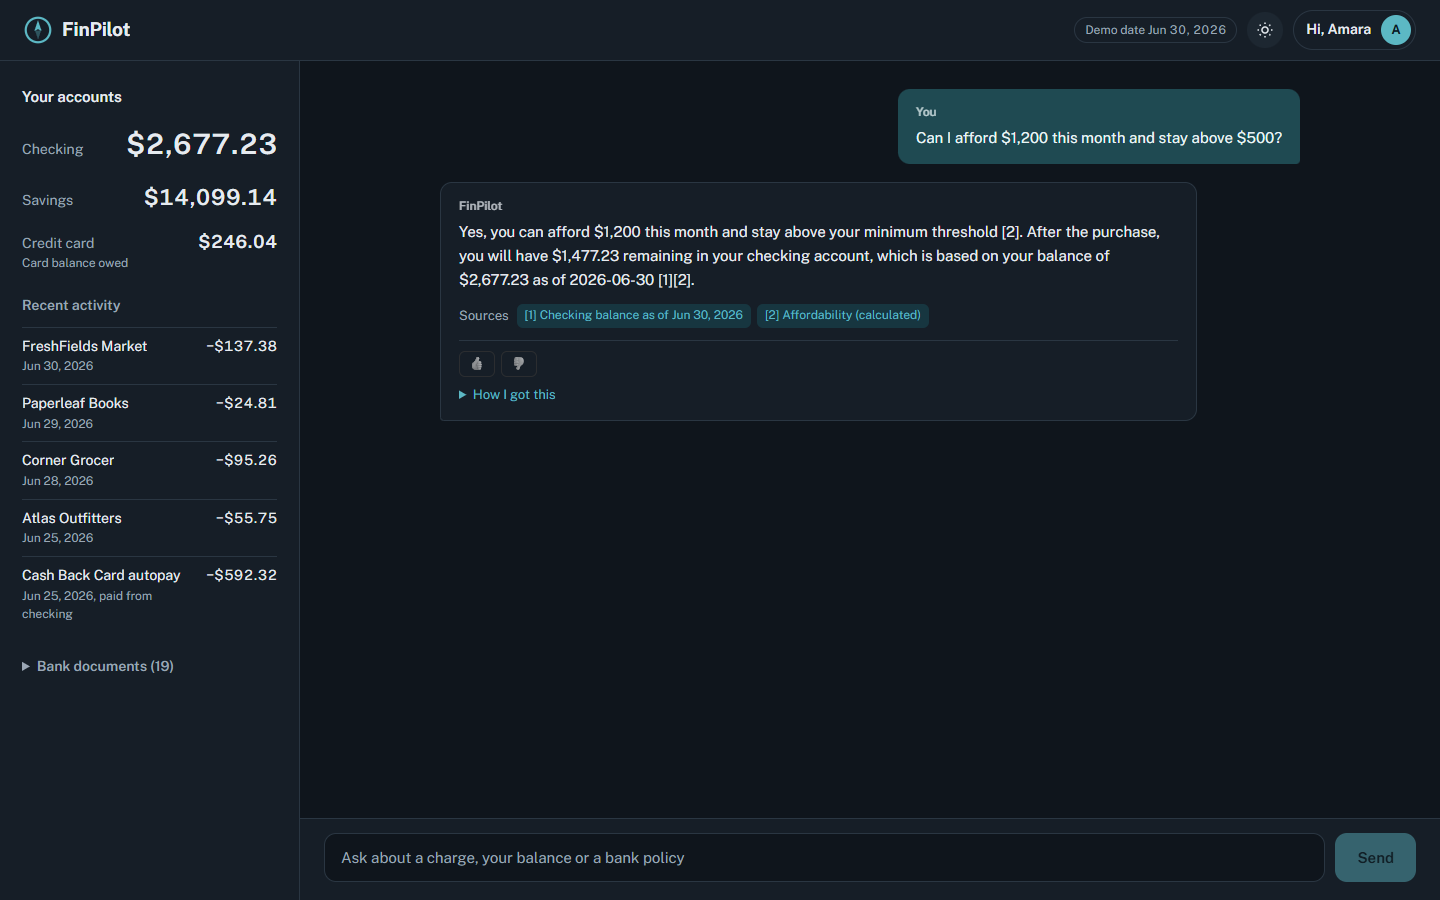 FinPilot
Demo date Jun 30, 2026
Hi, Amara
A
Your accounts
Checking $2,677.23
Savings $14,099.14
Credit card $246.04
Card balance owed
Recent activity
FreshFields Market −$137.38
Jun 30, 2026
Paperleaf Books −$24.81
Jun 29, 2026
Corner Grocer −$95.26
Jun 28, 2026
Atlas Outfitters −$55.75
Jun 25, 2026
Cash Back Card autopay −$592.32
Jun 25, 2026, paid from
checking
Bank documents (19)
You
Can I afford $1,200 this month and stay above $500?
FinPilot
Yes, you can afford $1,200 this month and stay above your minimum threshold [2]. After the purchase,
you will have $1,477.23 remaining in your checking account, which is based on your balance of
$2,677.23 as of 2026-06-30 [1][2].
Sources [1] Checking balance as of Jun 30, 2026 [2] Affordability (calculated)
How I got this
Ask about a charge, your balance or a bank policy
Send